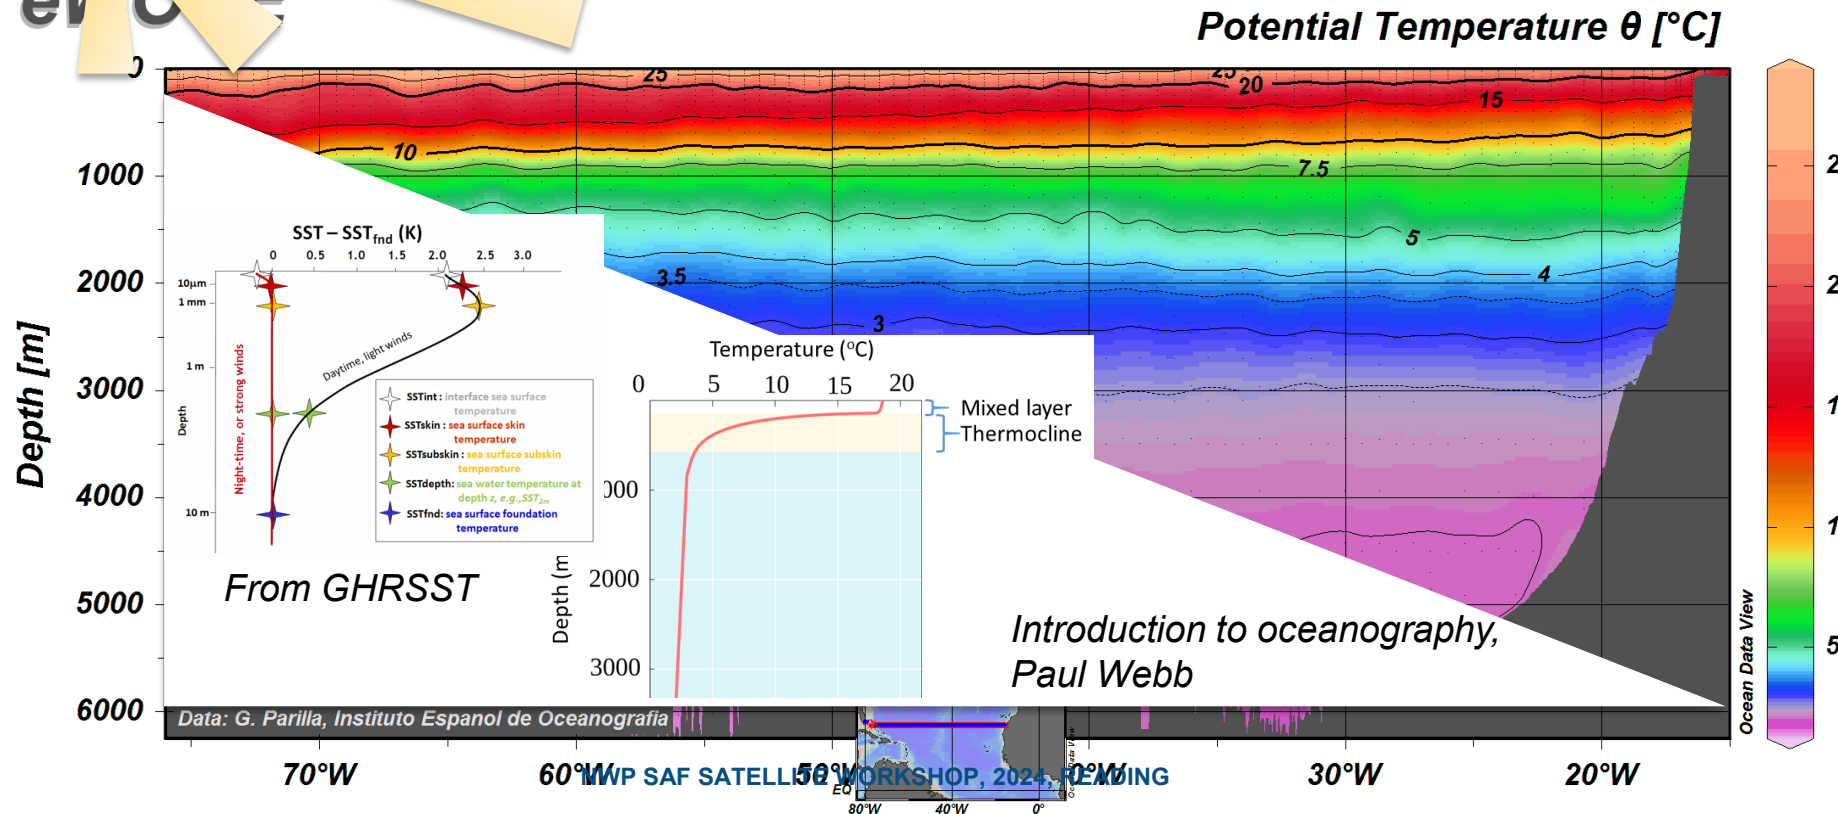 Potential Temperature θ [°C]
0
1000
2000
3000
4000
5000
6000
Depth [m]
25
20
15
10
7.5
5
4
3.5
3
SST – SSTfnd (K)
0 0.5 1.0 1.5 2.0 2.5 3.0
10μm
1 mm
1 m
10 m
Depth
Night-time, or strong winds
Daytime, light winds
SSTint : interface sea surface
temperature
SSTskin : sea surface skin
temperature
SSTsubskin : sea surface subskin
temperature
SSTdepth: sea water temperature at
depth z, e.g.,SST2m
SSTfnd: sea surface foundation
temperature
From GHRSST
Temperature (°C)
0 5 10 15 20
Mixed layer
Thermocline
2000
3000
Depth (m
Introduction to oceanography,
Paul Webb
Ocean Data View
5
Data: G. Parilla, Instituto Espanol de Oceanografia
70°W 60°W 50°W 30°W 20°W
NWP SAF SATELLITE WORKSHOP, 2024, READING
EQ
80°W 40°W 0°